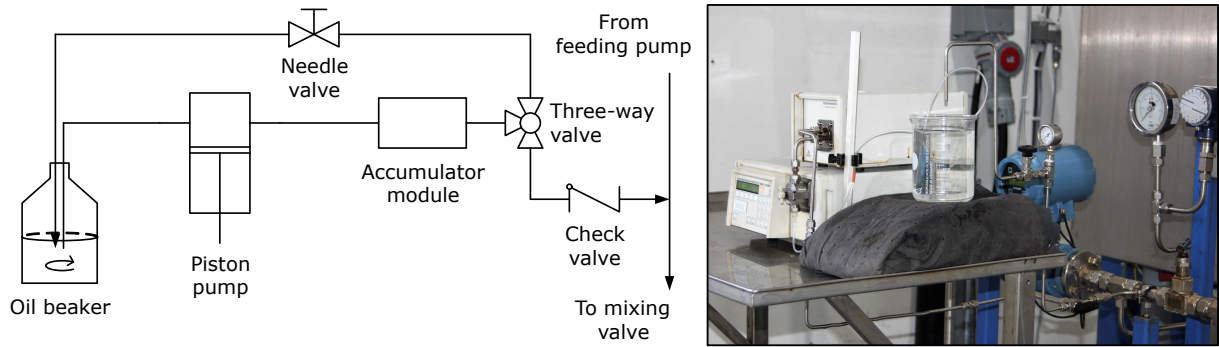 From
feeding pump
Needle
valve
Three-way
valve
Accumulator
module
Check
valve
Piston
pump
Oil beaker
To mixing
valve